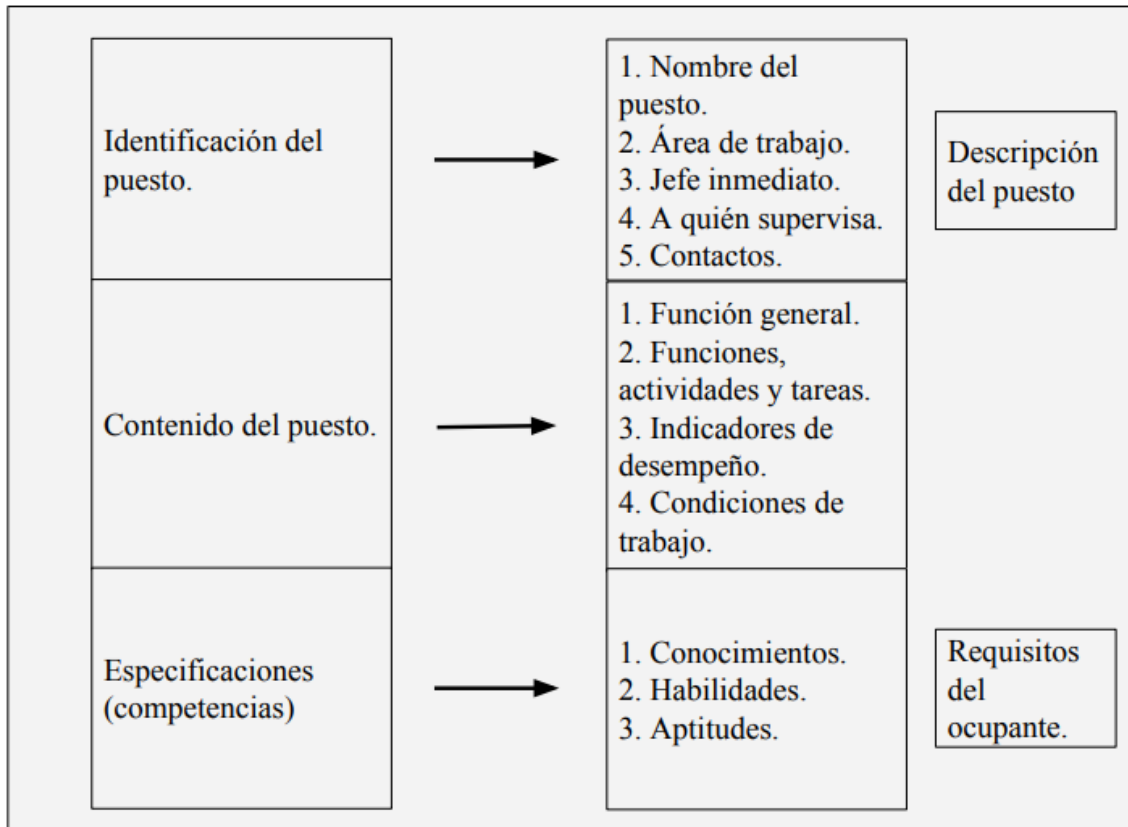 Identificación del
puesto.
1. Nombre del
puesto.
2. Área de trabajo.
3. Jefe inmediato.
4. A quién supervisa.
5. Contactos.
Descripción
del puesto
Contenido del puesto.
1. Función general.
2. Funciones,
actividades y tareas.
3. Indicadores de
desempeño.
4. Condiciones de
trabajo.
Especificaciones
(competencias)
1. Conocimientos.
2. Habilidades.
3. Aptitudes.
Requisitos
del
ocupante.